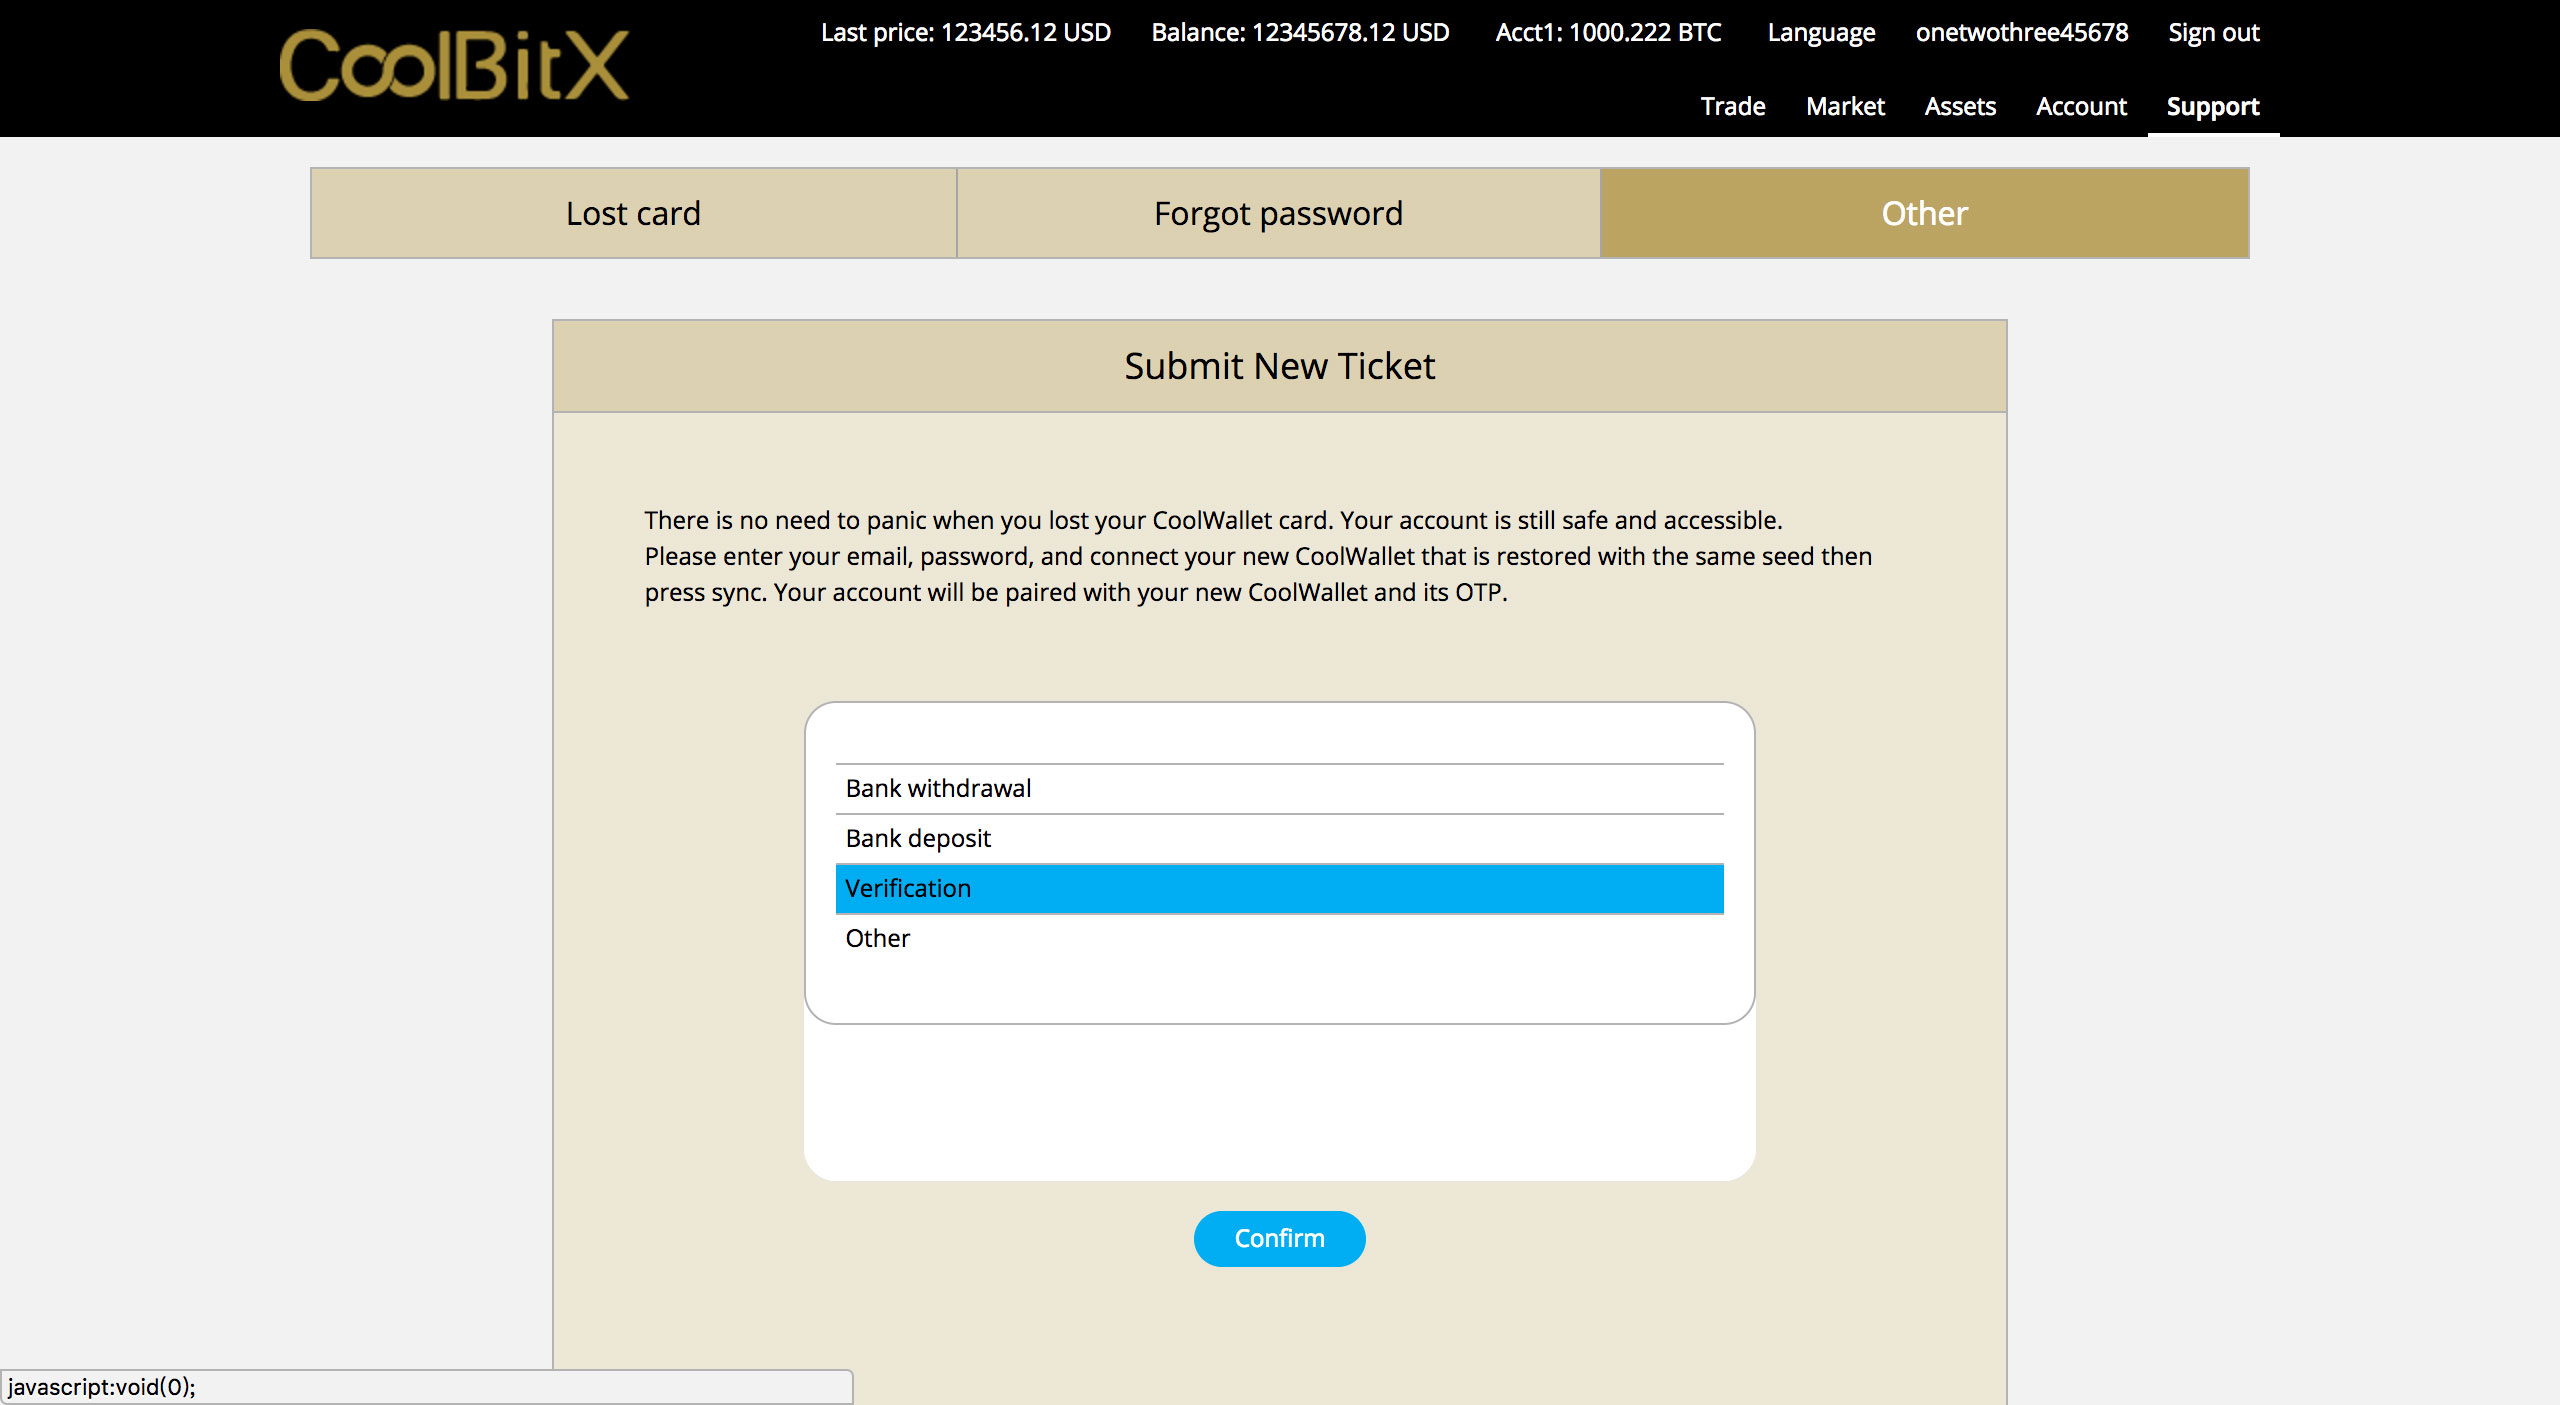 CoolBitX
Last price: 123456.12 USD Balance: 12345678.12 USD Acct1: 1000.222 BTC Language onetwothree45678 Sign out
Trade Market Assets Account Support
Lost card Forgot password Other
Submit New Ticket
There is no need to panic when you lost your CoolWallet card. Your account is still safe and accessible.
Please enter your email, password, and connect your new CoolWallet that is restored with the same seed then
press sync. Your account will be paired with your new CoolWallet and its OTP.
Bank withdrawal
Bank deposit
Verification
Other
Confirm
javascript:void(0);